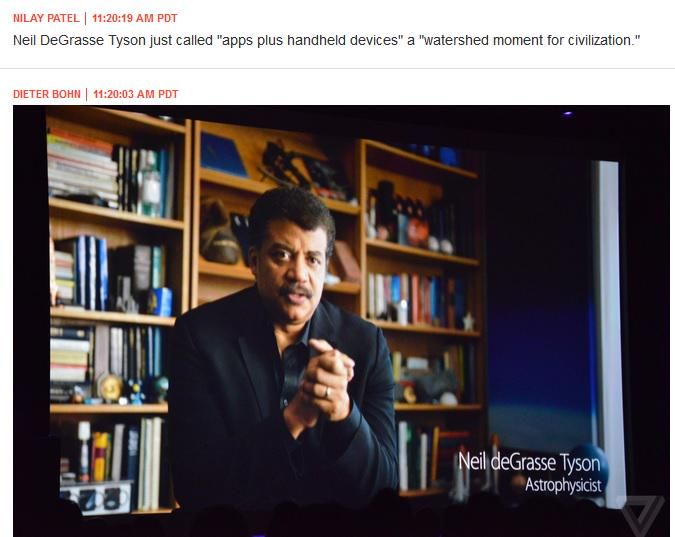 NILAY PATEL | 11:20:19 AM PDT
Neil DeGrasse Tyson just called "apps plus handheld devices" a "watershed moment for civilization."
DIETER BOHN | 11:20:03 AM PDT
Neil deGrasse Tyson
Astrophysicist